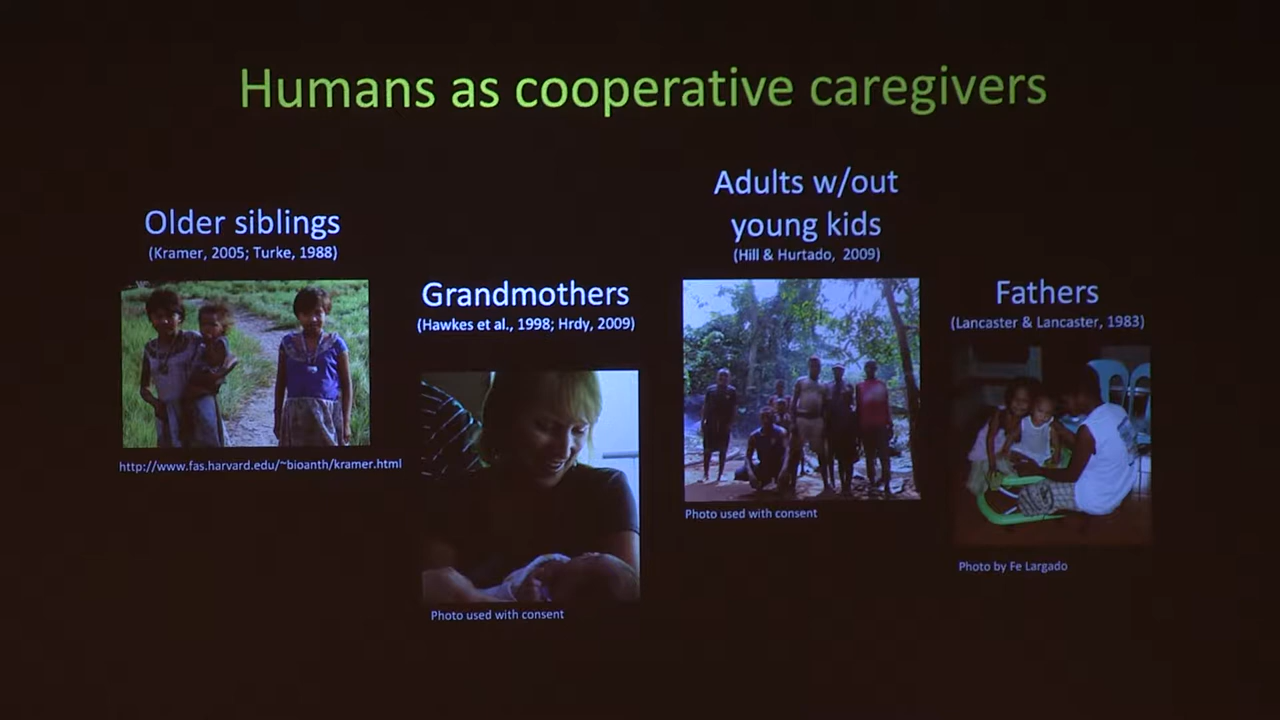 Humans as cooperative caregivers
Older siblings
(Kramer, 2005; Turke, 1988)
http://www.fas.harvard.edu/~bioanth/kramer.html
Grandmothers
(Hawkes et al., 1998; Hrdy, 2009)
Photo used with consent
Adults w/out
young kids
(Hill & Hurtado, 2009)
Photo used with consent
Fathers
(Lancaster & Lancaster, 1983)
Photo by Fe Largado